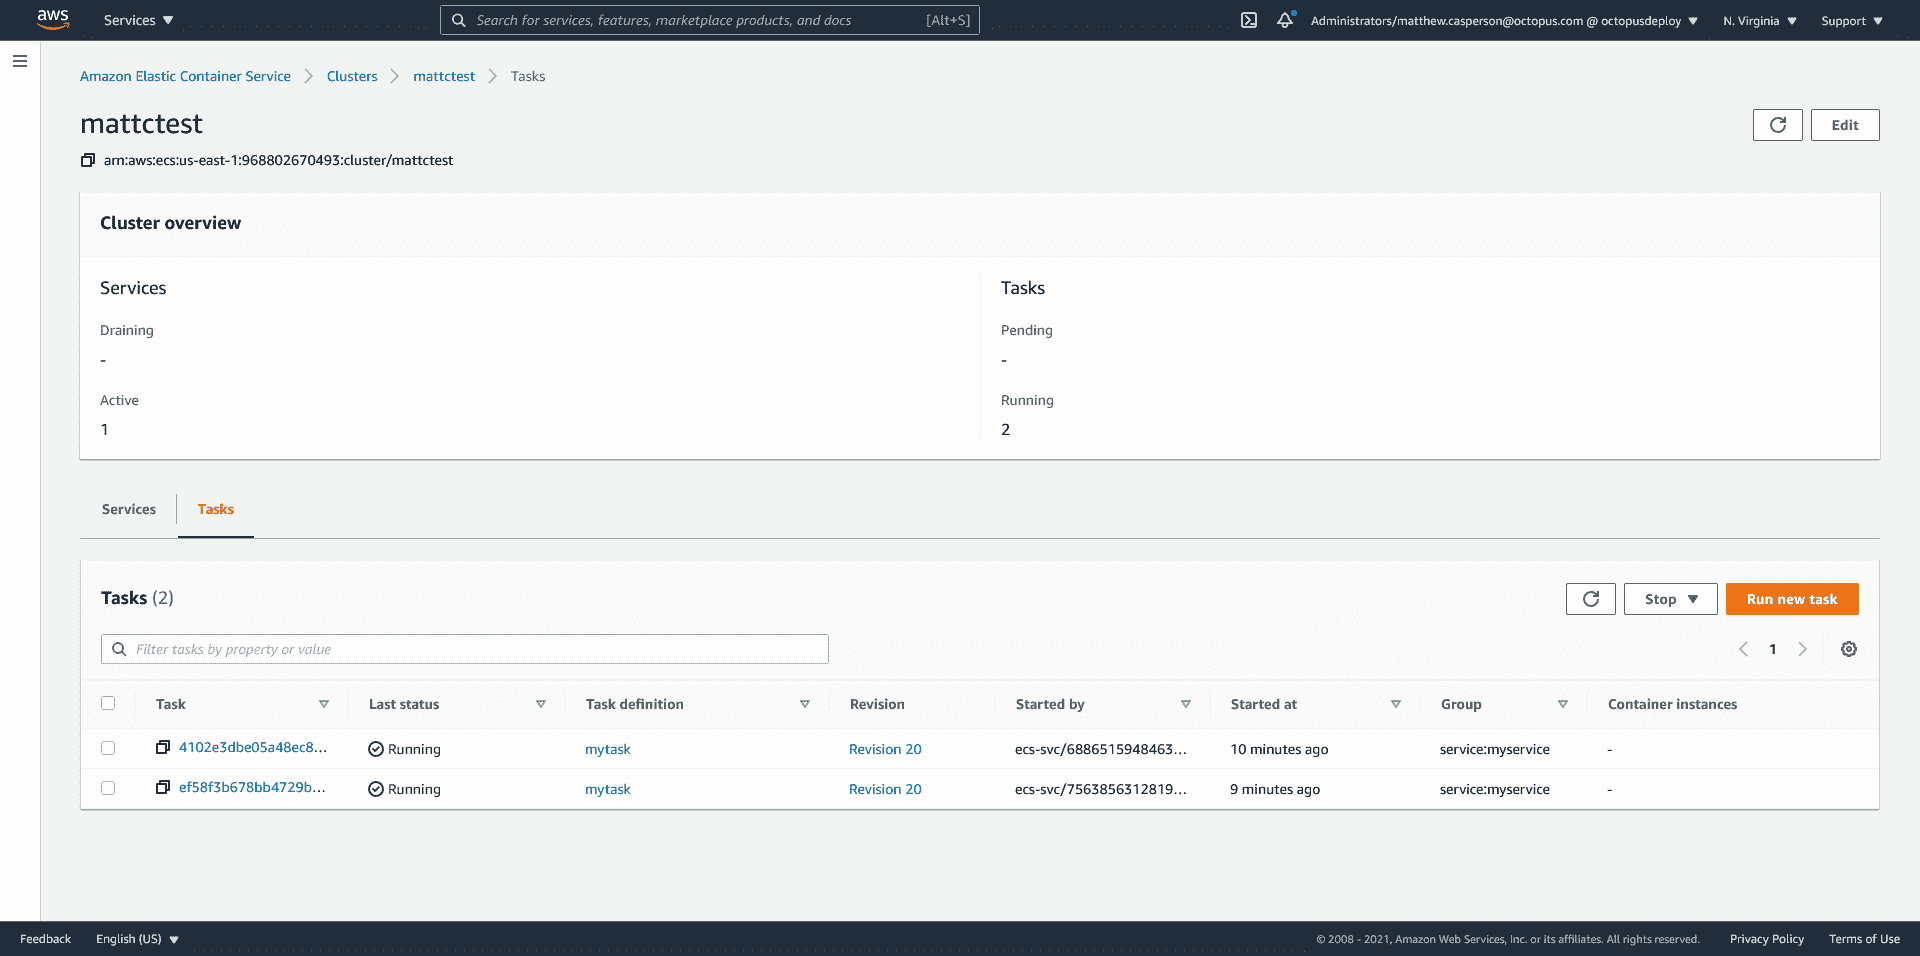 aws Services Search for services, features, marketplace products, and docs [Alt+S] Administrators/matthew.casperson@octopus.com @ octopusdeploy N. Virginia Support
Amazon Elastic Container Service Clusters mattctest Tasks
mattctest
Edit
arn:aws:ecs:us-east-1:968802670493:cluster/mattctest
Cluster overview
Services Tasks
Draining Pending
- -
Active Running
1 2
Services Tasks
Tasks (2) Stop Run new task
Filter tasks by property or value 1
Task Last status Task definition Revision Started by Started at Group Container instances
4102e3dbe05a48ec8... Running mytask Revision 20 ecs-svc/6886515948463... 10 minutes ago service:myservice -
ef58f3b678bb4729b... Running mytask Revision 20 ecs-svc/7563856312819... 9 minutes ago service:myservice -
Feedback English (US) © 2008 - 2021, Amazon Web Services, Inc. or its affiliates. All rights reserved. Privacy Policy Terms of Use